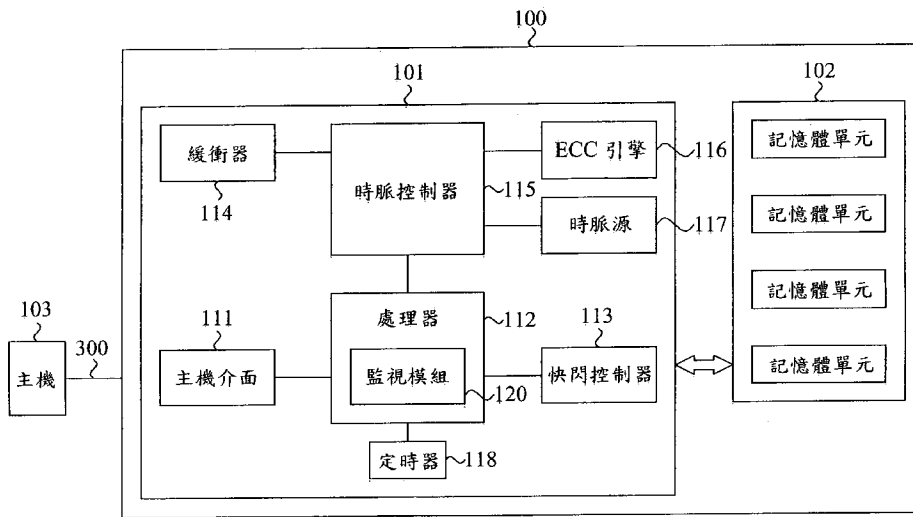 100
101
102
緩衝器
114
時脈控制器
115
ECC 引擎
116
時脈源
117
記憶體單元
記憶體單元
記憶體單元
記憶體單元
103
主機
300
111
主機介面
處理器
112
監視模組
120
113
快閃控制器
定時器
118